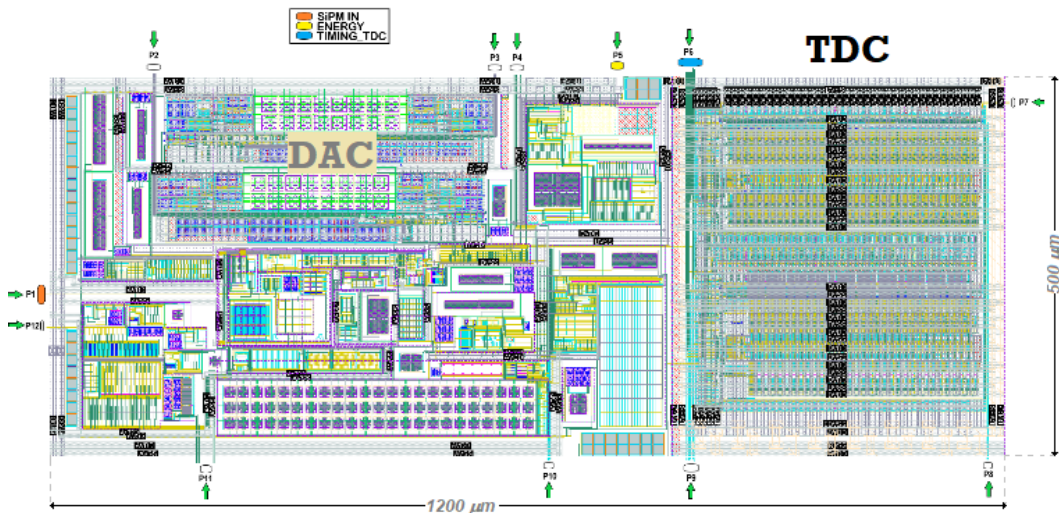 SiPM IN
ENERGY
TIMING_TDC
P2
P3
P4
P5
P6
TDC
P7
DAC
P1
P12
500 μm
P11
P10
P9
P8
1200 μm